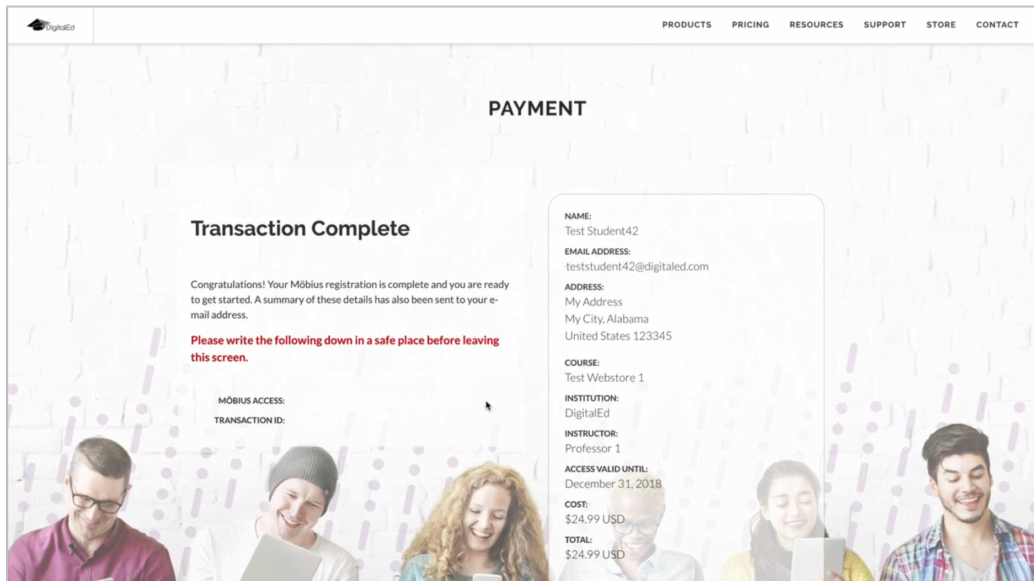 DigitalEd
PRODUCTS PRICING RESOURCES SUPPORT STORE CONTACT
PAYMENT
Transaction Complete
Congratulations! Your Möbius registration is complete and you are ready
to get started. A summary of these details has also been sent to your e-
mail address.
Please write the following down in a safe place before leaving
this screen.
MÖBIUS ACCESS:
TRANSACTION ID:
NAME:
Test Student42
EMAIL ADDRESS:
teststudent42@digitaled.com
ADDRESS:
My Address
My City, Alabama
United States 123345
COURSE:
Test Webstore 1
INSTITUTION:
DigitalEd
INSTRUCTOR:
Professor 1
ACCESS VALID UNTIL:
December 31, 2018
COST:
$24.99 USD
TOTAL:
$24.99 USD